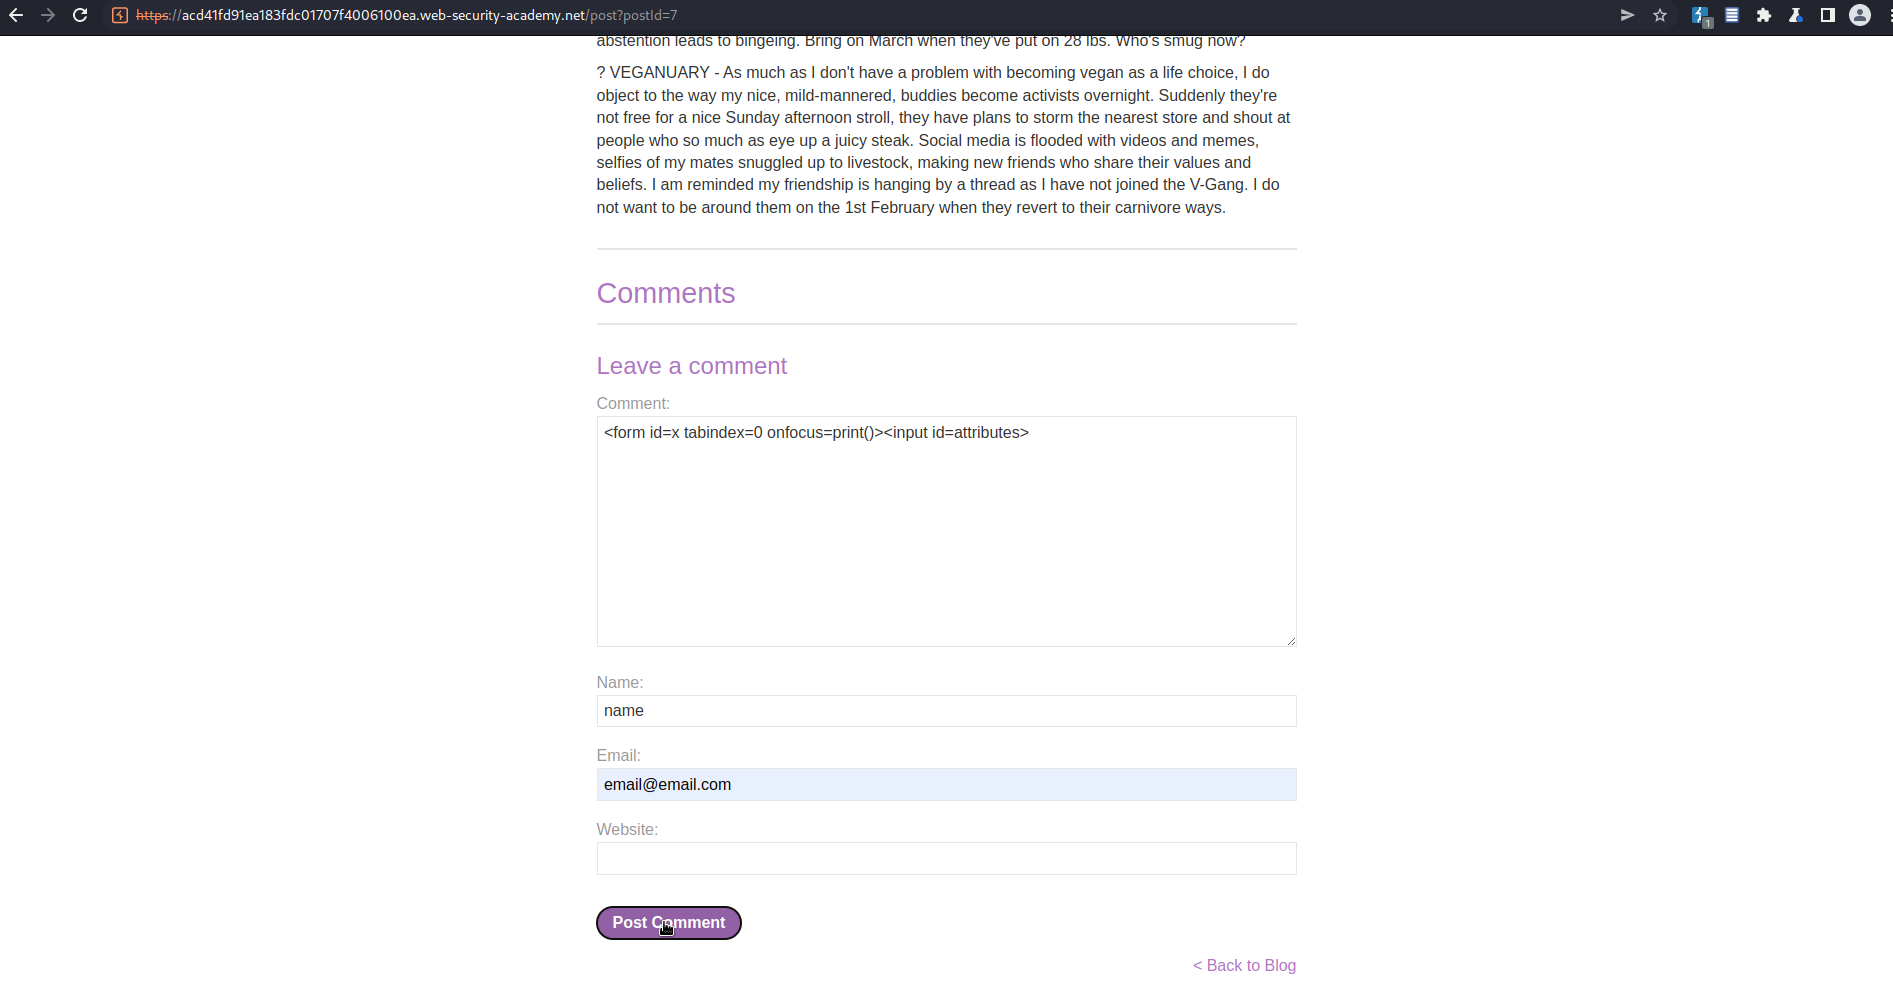 https://acd41fd91ea183fdc01707f4006100ea.web-security-academy.net/post?postId=7
1
abstention leads to bingeing. Bring on March when they've put on 28 lbs. Who's smug now?
? VEGANUARY - As much as I don't have a problem with becoming vegan as a life choice, I do
object to the way my nice, mild-mannered, buddies become activists overnight. Suddenly they're
not free for a nice Sunday afternoon stroll, they have plans to storm the nearest store and shout at
people who so much as eye up a juicy steak. Social media is flooded with videos and memes,
selfies of my mates snuggled up to livestock, making new friends who share their values and
beliefs. I am reminded my friendship is hanging by a thread as I have not joined the V-Gang. I do
not want to be around them on the 1st February when they revert to their carnivore ways.
Comments
Leave a comment
Comment:
<form id=x tabindex=0 onfocus=print()><input id=attributes>
Name:
name
Email:
email@email.com
Website:
Post Comment
< Back to Blog